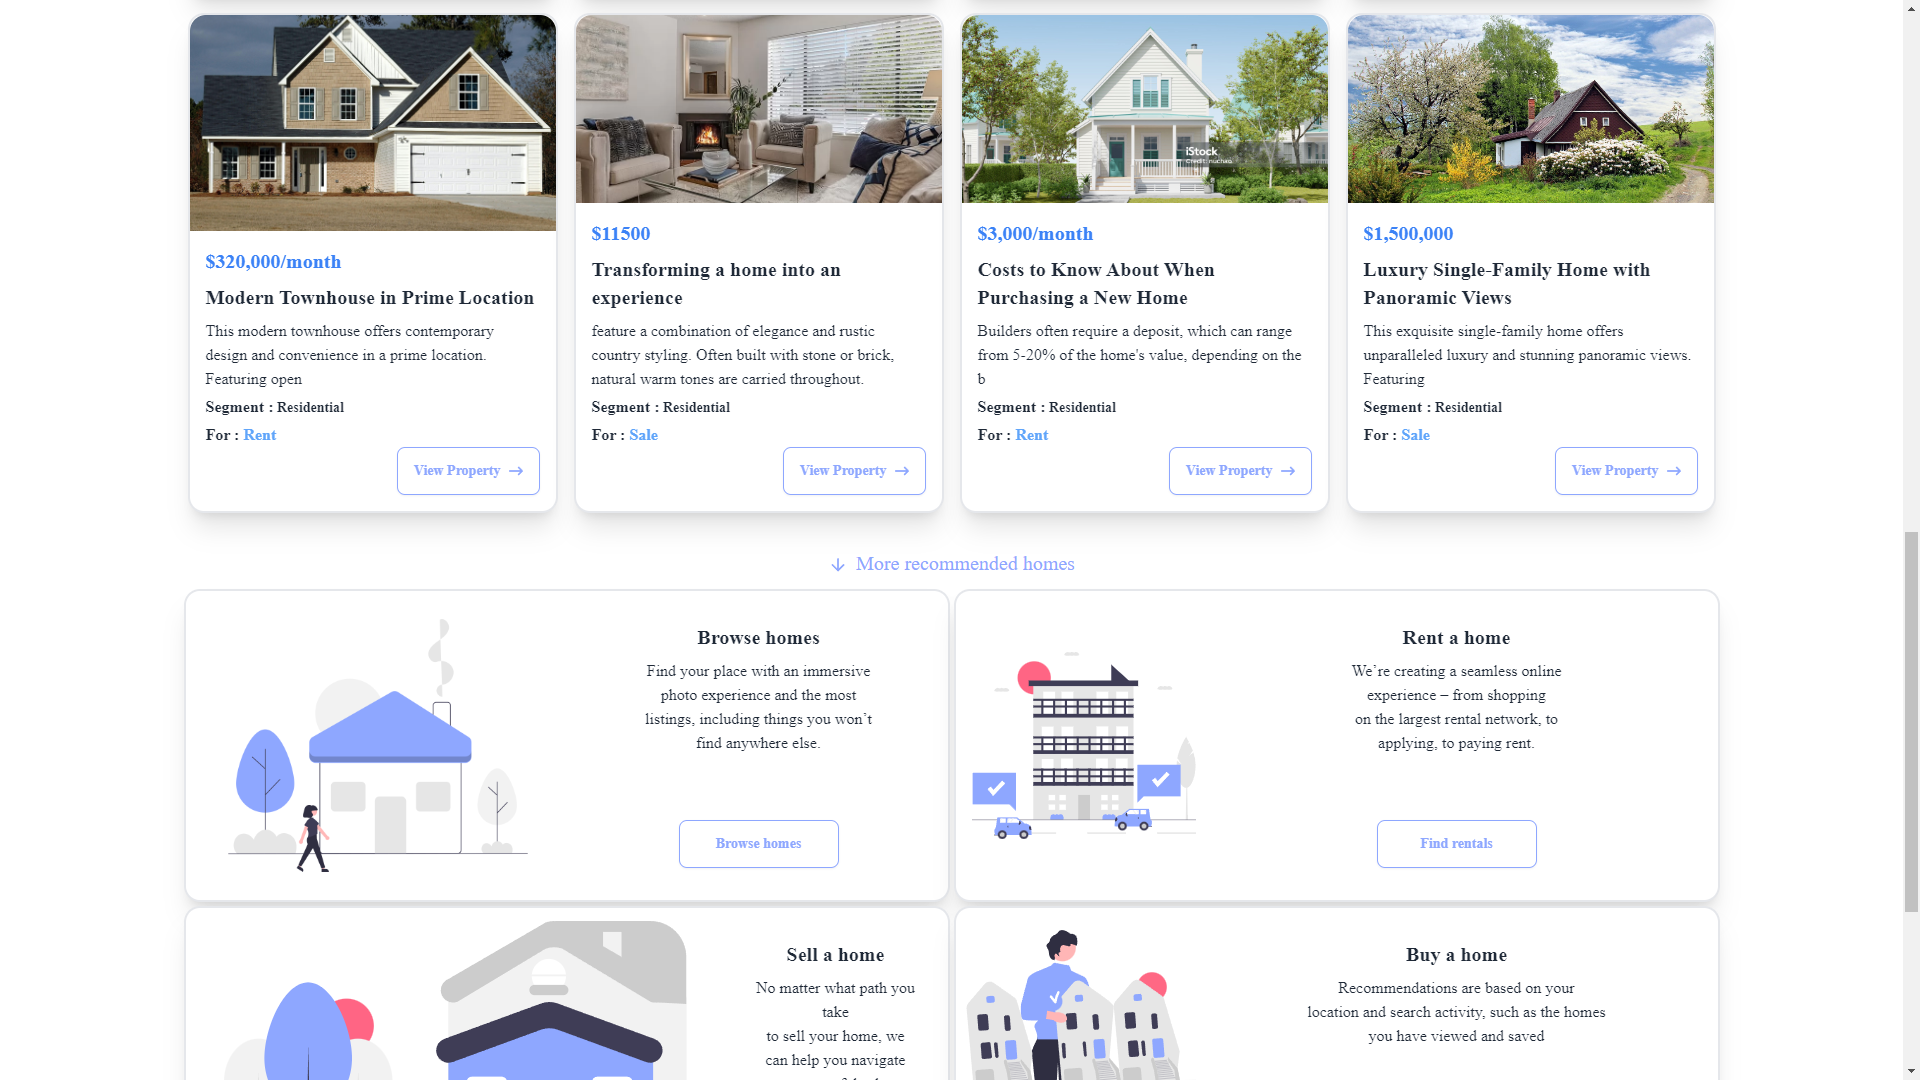 $320,000/month
Modern Townhouse in Prime Location
This modern townhouse offers contemporary
design and convenience in a prime location.
Featuring open
Segment : Residential
For : Rent
View Property
$11500
Transforming a home into an
experience
feature a combination of elegance and rustic
country styling. Often built with stone or brick,
natural warm tones are carried throughout.
Segment : Residential
For : Sale
View Property
iStock
Credit: nuchao
$3,000/month
Costs to Know About When
Purchasing a New Home
Builders often require a deposit, which can range
from 5-20% of the home's value, depending on the
b
Segment : Residential
For : Rent
View Property
$1,500,000
Luxury Single-Family Home with
Panoramic Views
This exquisite single-family home offers
unparalleled luxury and stunning panoramic views.
Featuring
Segment : Residential
For : Sale
View Property
More recommended homes
Browse homes
Find your place with an immersive
photo experience and the most
listings, including things you won’t
find anywhere else.
Browse homes
Rent a home
We’re creating a seamless online
experience – from shopping
on the largest rental network, to
applying, to paying rent.
Find rentals
Sell a home
No matter what path you
take
to sell your home, we
can help you navigate
Buy a home
Recommendations are based on your
location and search activity, such as the homes
you have viewed and saved